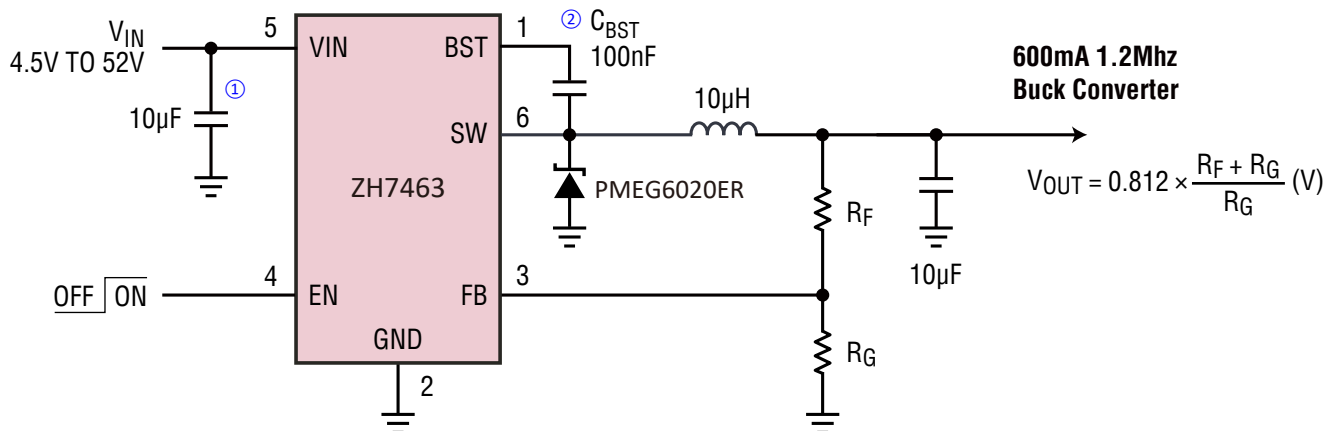 VIN
4.5V TO 52V
5
VIN
①
10µF
1
BST
② CBST
100nF
6
SW
10µH
600mA 1.2Mhz
Buck Converter
ZH7463
PMEG6020ER
RF
10µF
VOUT = 0.812 × RF + RG / RG (V)
OFF ON
4
EN
3
FB
GND
2
RG